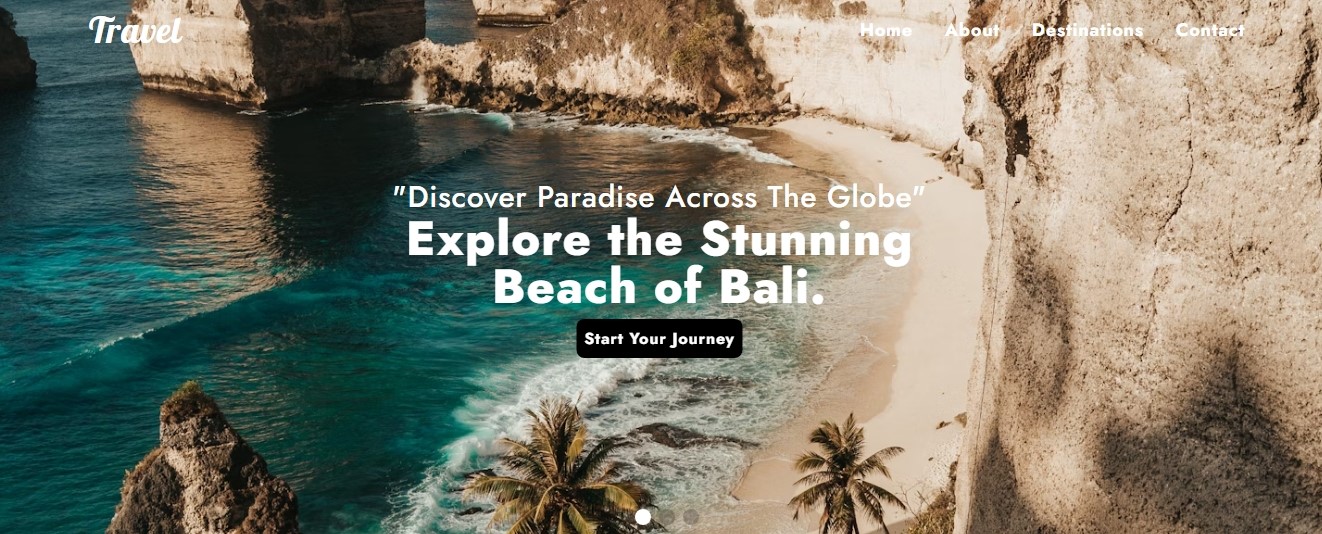 Travel
Home About Destinations Contact
"Discover Paradise Across The Globe"
Explore the Stunning
Beach of Bali.
Start Your Journey